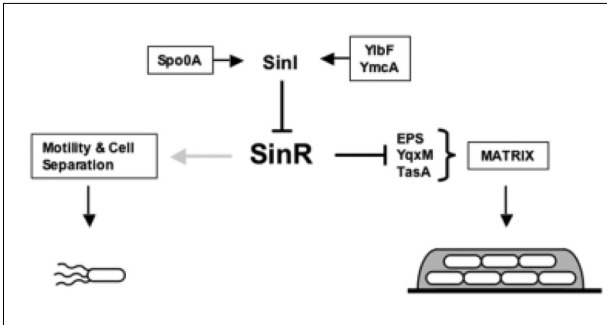 Spo0A
SinI
YlbF
YmcA
Motility & Cell
Separation
SinR
EPS
YqxM
TasA
MATRIX